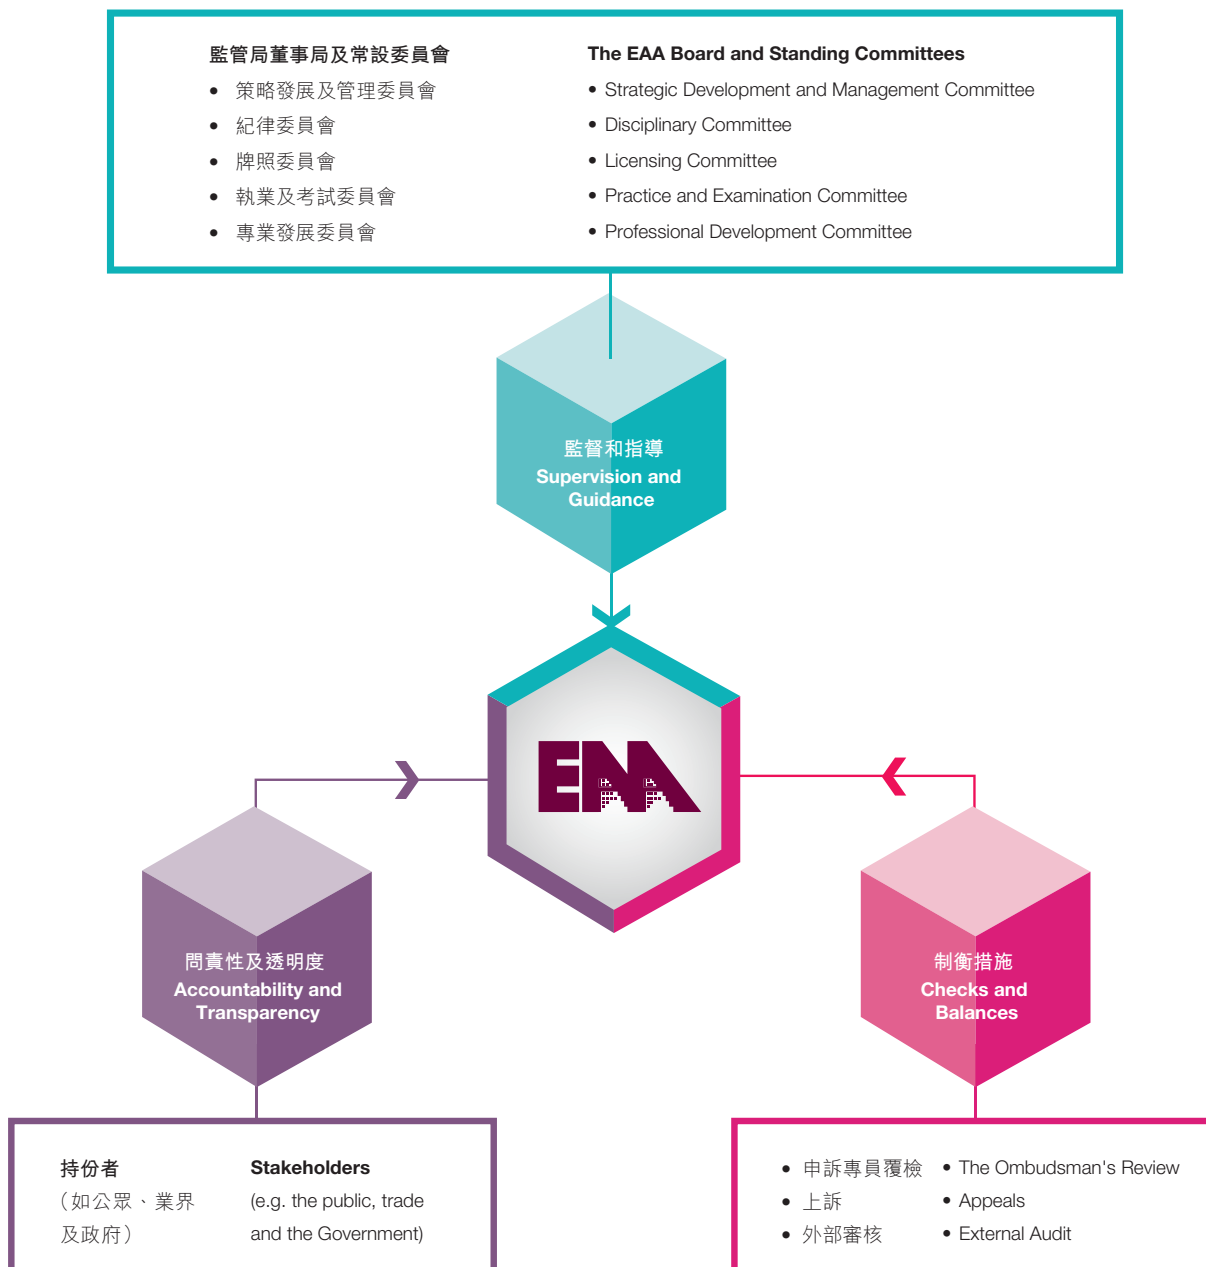 監管局董事局及常設委員會
• 策略發展及管理委員會
• 紀律委員會
• 牌照委員會
• 執業及考試委員會
• 專業發展委員會
The EAA Board and Standing Committees
• Strategic Development and Management Committee
• Disciplinary Committee
• Licensing Committee
• Practice and Examination Committee
• Professional Development Committee
監督和指導
Supervision and
Guidance
EAA
問責性及透明度
Accountability and
Transparency
制衡措施
Checks and
Balances
持份者
（如公眾、業界
及政府）
Stakeholders
(e.g. the public, trade
and the Government)
• 申訴專員覆檢
• 上訴
• 外部審核
• The Ombudsman's Review
• Appeals
• External Audit